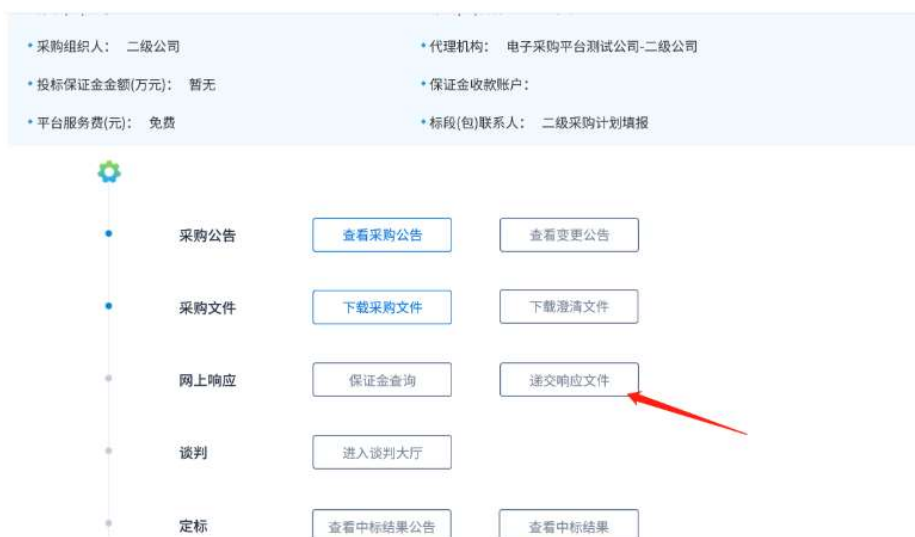 采购组织人： 二级公司
代理机构： 电子采购平台测试公司-二级公司
投标保证金金额(万元)： 暂无
保证金收款账户：
平台服务费(元)： 免费
标段(包)联系人： 二级采购计划填报
采购公告 查看采购公告 查看变更公告
采购文件 下载采购文件 下载澄清文件
网上响应 保证金查询 递交响应文件
谈判 进入谈判大厅
定标 查看中标结果公告 查看中标结果